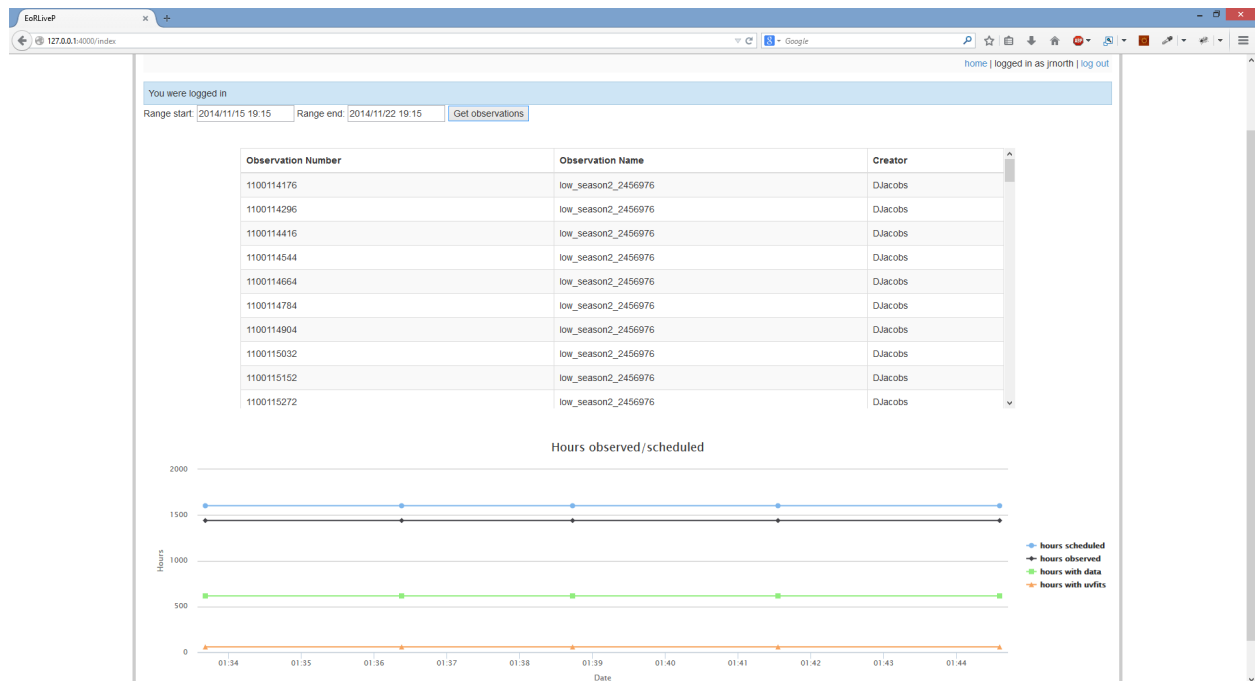 EoRLiveP
127.0.0.1:4000/index
Google
home | logged in as jrnorth | log out
You were logged in
Range start: 2014/11/15 19:15 Range end: 2014/11/22 19:15 Get observations
Observation Number Observation Name Creator
1100114176 low_season2_2456976 DJacobs
1100114296 low_season2_2456976 DJacobs
1100114416 low_season2_2456976 DJacobs
1100114544 low_season2_2456976 DJacobs
1100114664 low_season2_2456976 DJacobs
1100114784 low_season2_2456976 DJacobs
1100114904 low_season2_2456976 DJacobs
1100115032 low_season2_2456976 DJacobs
1100115152 low_season2_2456976 DJacobs
1100115272 low_season2_2456976 DJacobs
Hours observed/scheduled
2000
1500
1000
500
0
Hours
hours scheduled
hours observed
hours with data
hours with uvfits
01:34 01:35 01:36 01:37 01:38 01:39 01:40 01:41 01:42 01:43 01:44
Date